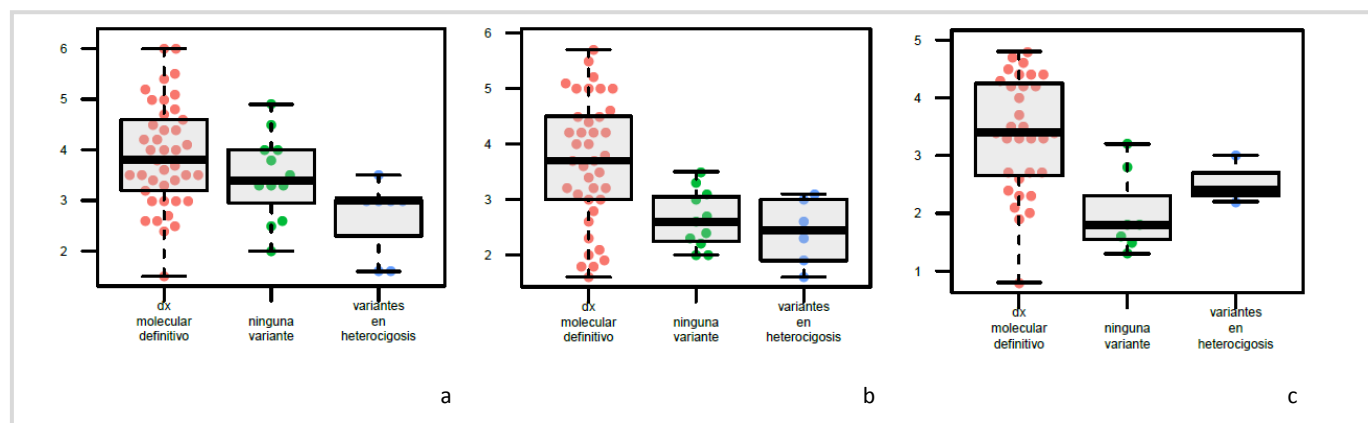 6
5
4
3
2
dx
molecular
definitivo
ninguna
variante
variantes
en
heterocigosis
a
6
5
4
3
2
dx
molecular
definitivo
ninguna
variante
variantes
en
heterocigosis
b
5
4
3
2
1
dx
molecular
definitivo
ninguna
variante
variantes
en
heterocigosis
c